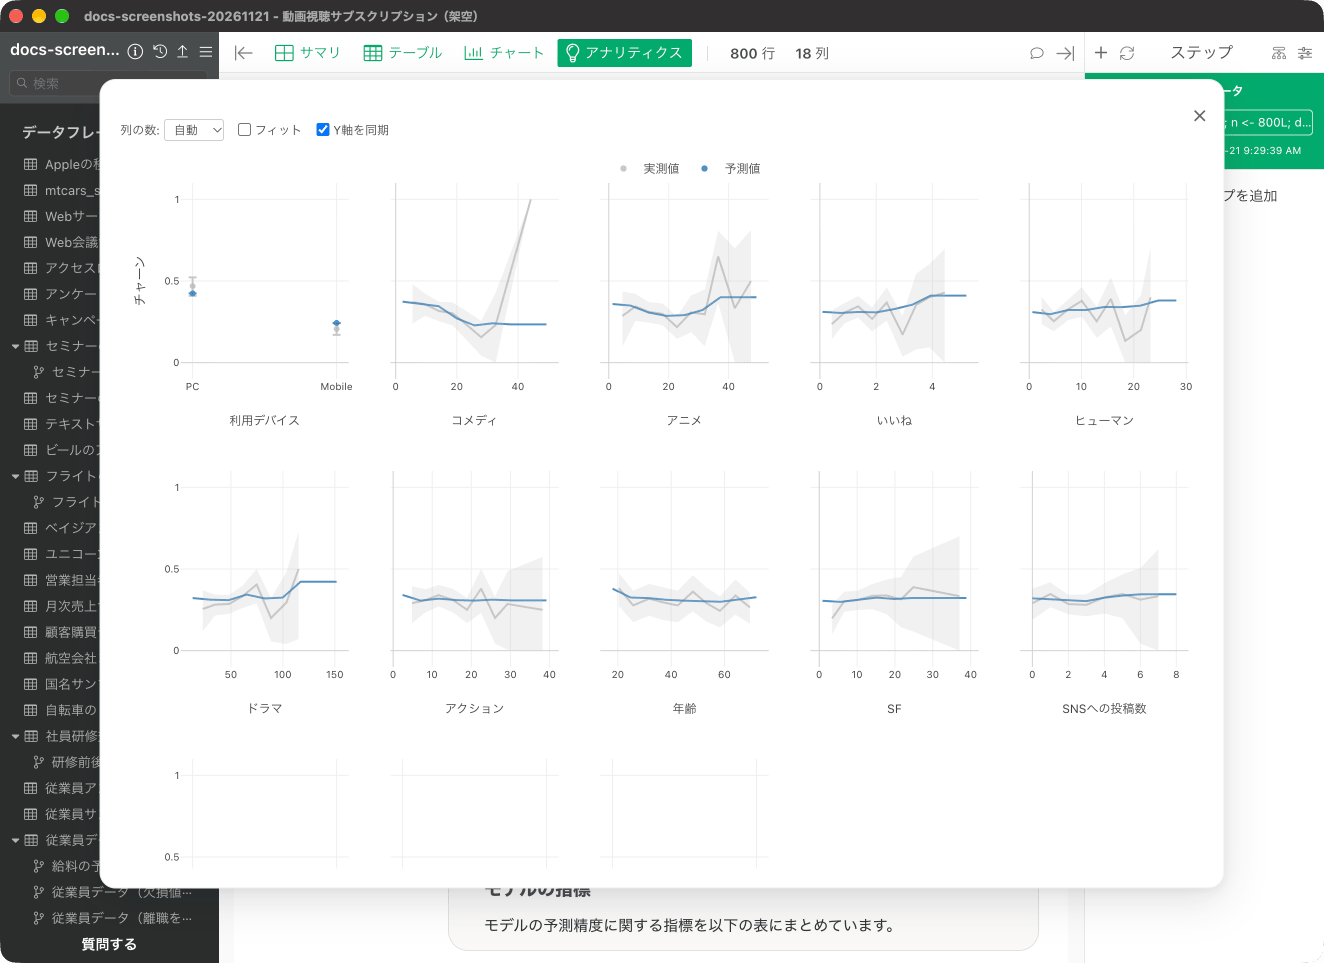 docs-screenshots-20261121 - 動画視聴サブスクリプション（架空）
docs-screen...
サマリ
テーブル
チャート
アナリティクス
800 行
18 列
ステップ
検索
列の数:
自動
フィット
Y軸を同期
; n <- 800L; d...
-21 9:29:39 AM
プを追加
データフレー
Appleの
mtcars_s
Webサー
Web会議
アクセス
アンケー
キャンペ
セミナー
セミナー
セミナー
テキスト
ビールの
フライト
フライト
ベイジア
ユニコー
営業担当
月次売上
顧客購買
航空会社
国名サン
自転車の
社員研修
研修前後
従業員ア
従業員サ
従業員デ
給料の予
従業員データ（欠損値…
従業員データ（離職を…
質問する
実測値
予測値
チャーン
1
0.5
0
PC
Mobile
利用デバイス
0
20
40
コメディ
0
20
40
アニメ
0
2
4
いいね
0
10
20
30
ヒューマン
1
0.5
0
50
100
150
ドラマ
0
10
20
30
40
アクション
20
40
60
年齢
0
10
20
30
40
SF
0
2
4
6
8
SNSへの投稿数
1
0.5
モデルの指標
モデルの予測精度に関する指標を以下の表にまとめています。